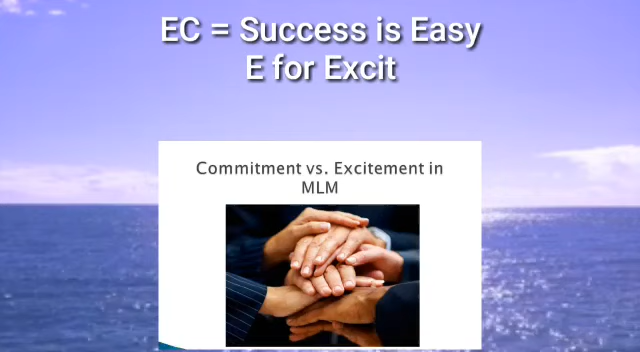 EC = Success is Easy
E for Excit
Commitment vs. Excitement in
MLM